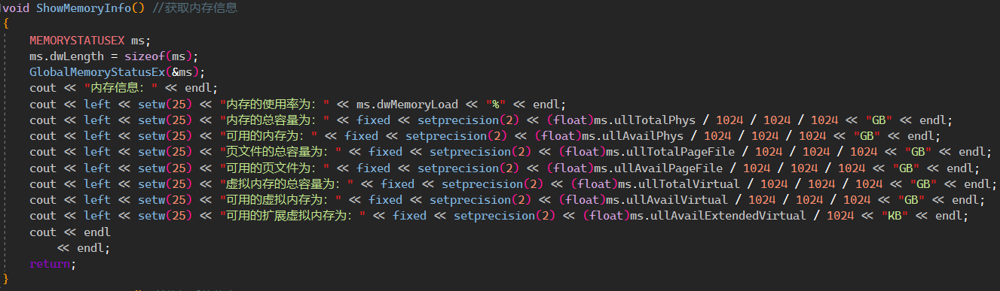 void ShowMemoryInfo() //获取内存信息
{
    MEMORYSTATUSEX ms;
    ms.dwLength = sizeof(ms);
    GlobalMemoryStatusEx(&ms);
    cout << "内存信息：" << endl;
    cout << left << setw(25) << "内存的使用率为：" << ms.dwMemoryLoad << "%" << endl;
    cout << left << setw(25) << "内存的总容量为：" << fixed << setprecision(2) << (float)ms.ullTotalPhys / 1024 / 1024 / 1024 << "GB" << endl;
    cout << left << setw(25) << "可用的内存为：" << fixed << setprecision(2) << (float)ms.ullAvailPhys / 1024 / 1024 / 1024 << "GB" << endl;
    cout << left << setw(25) << "页文件的总容量为：" << fixed << setprecision(2) << (float)ms.ullTotalPageFile / 1024 / 1024 / 1024 << "GB" << endl;
    cout << left << setw(25) << "可用的页文件为：" << fixed << setprecision(2) << (float)ms.ullAvailPageFile / 1024 / 1024 / 1024 << "GB" << endl;
    cout << left << setw(25) << "虚拟内存的总容量为：" << fixed << setprecision(2) << (float)ms.ullTotalVirtual / 1024 / 1024 / 1024 << "GB" << endl;
    cout << left << setw(25) << "可用的虚拟内存为：" << fixed << setprecision(2) << (float)ms.ullAvailVirtual / 1024 / 1024 / 1024 << "GB" << endl;
    cout << left << setw(25) << "可用的扩展虚拟内存为：" << fixed << setprecision(2) << (float)ms.ullAvailExtendedVirtual / 1024 << "KB" << endl;
    cout << endl
        << endl;
    return;
}